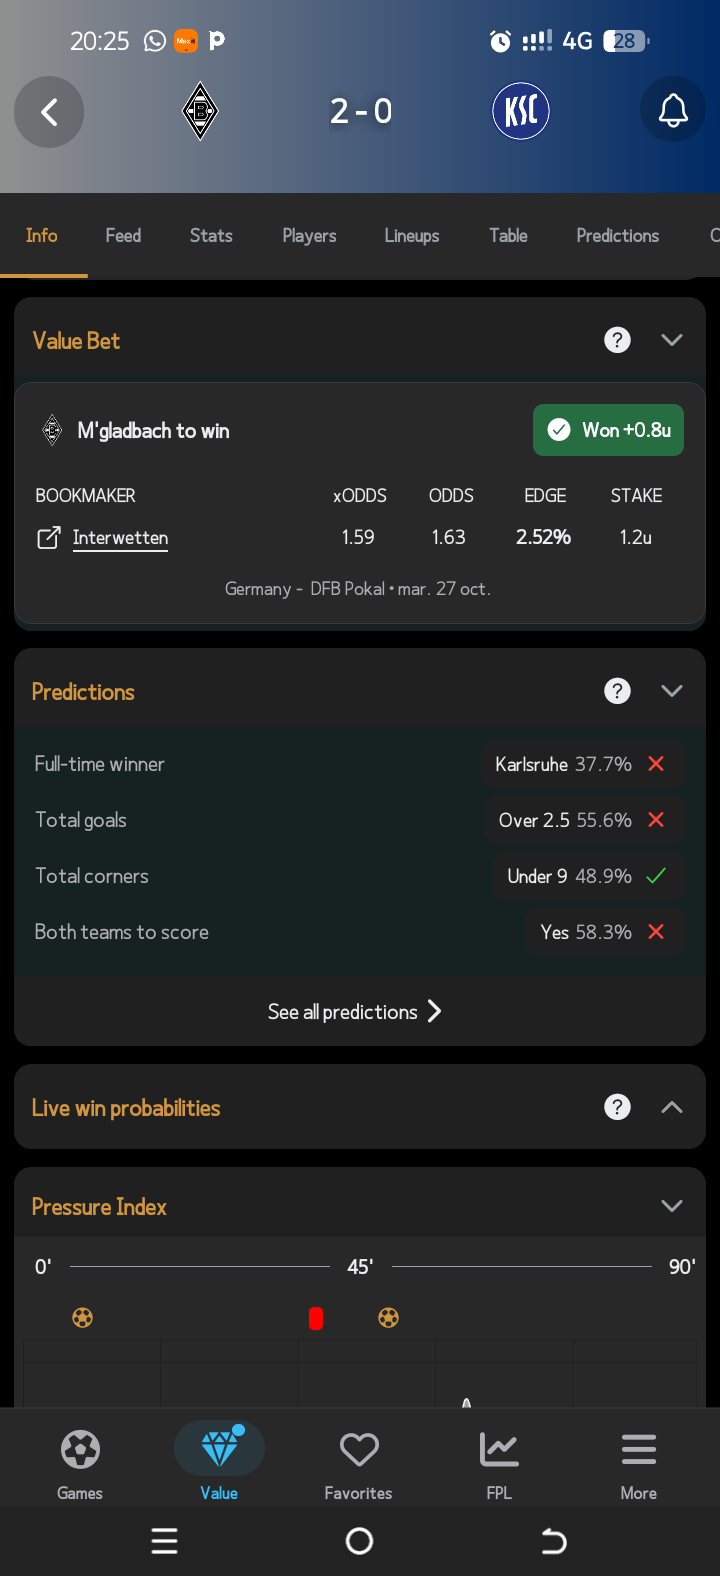 20:25 4G 28
B 2 - 0 KSC
Info Feed Stats Players Lineups Table Predictions
Value Bet ?
M'gladbach to win Won +0.8u
BOOKMAKER xODDS ODDS EDGE STAKE
Interwetten 1.59 1.63 2.52% 1.2u
Germany - DFB Pokal • mar. 27 oct.
Predictions ?
Full-time winner Karlsruhe 37.7%
Total goals Over 2.5 55.6%
Total corners Under 9 48.9%
Both teams to score Yes 58.3%
See all predictions
Live win probabilities ?
Pressure Index
0' 45' 90'
Games Value Favorites FPL More